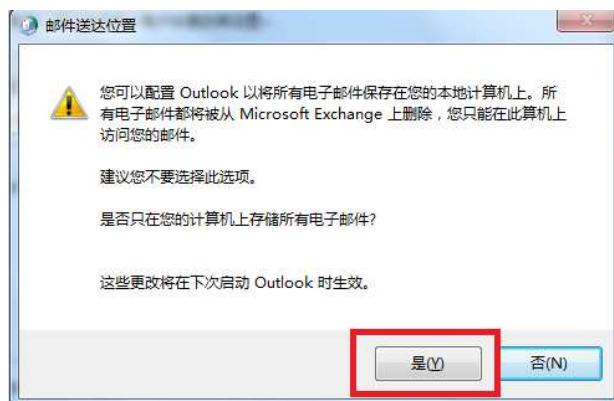 邮件送达位置
您可以配置 Outlook 以将所有电子邮件保存在您的本地计算机上。所
有电子邮件都将被从 Microsoft Exchange 上删除，您只能在此算机上
访问您的邮件。
建议您不要选择此选项。
是否只在您的计算机上存储所有电子邮件?
这些更改将在下次启动 Outlook 时生效。
是(Y)
否(N)